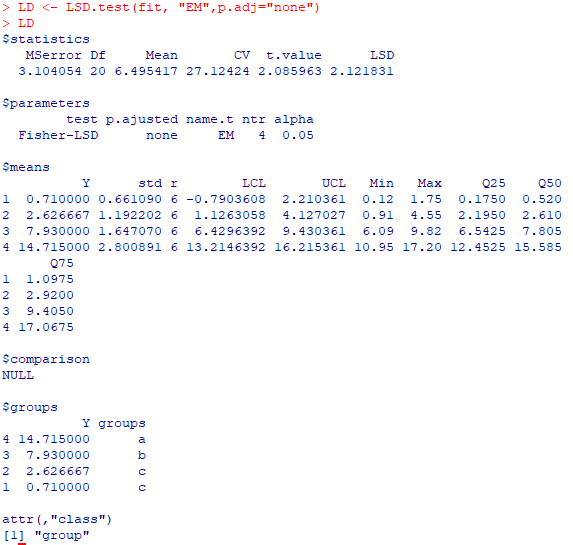 > LD <- LSD.test(fit, "EM",p.adj="none")
> LD
$statistics
   MSerror Df     Mean       CV  t.value      LSD
  3.104054 20 6.495417 27.12424 2.085963 2.121831

$parameters
        test p.ajusted name.t ntr alpha
  Fisher-LSD      none     EM   4  0.05

$means
          Y      std r        LCL       UCL   Min   Max     Q25    Q50
1  0.710000 0.661090 6 -0.7903608  2.210361  0.12  1.75  0.1750  0.520
2  2.626667 1.192202 6  1.1263058  4.127027  0.91  4.55  2.1950  2.610
3  7.930000 1.647070 6  6.4296392  9.430361  6.09  9.82  6.5425  7.805
4 14.715000 2.800891 6 13.2146392 16.215361 10.95 17.20 12.4525 15.585
      Q75
1  1.0975
2  2.9200
3  9.4050
4 17.0675

$comparison
NULL

$groups
          Y groups
4 14.715000      a
3  7.930000      b
2  2.626667      c
1  0.710000      c

attr(,"class")
[1] "group"